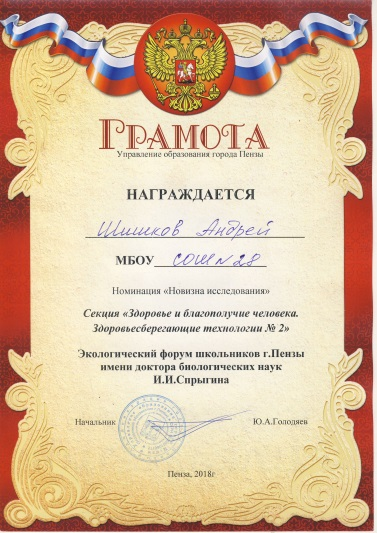 ГРАМОТА
Управление образования города Пензы
НАГРАЖДАЕТСЯ
Шишков Андрей
МБОУ СОШ N 28
Номинация «Новизна исследования»
Секция «Здоровье и благополучие человека.
Здоровьесберегающие технологии № 2»
Экологический форум школьников г.Пензы
имени доктора биологических наук
И.И.Спрыгина
Начальник Ю.А.Голодяев
Пенза, 2018г